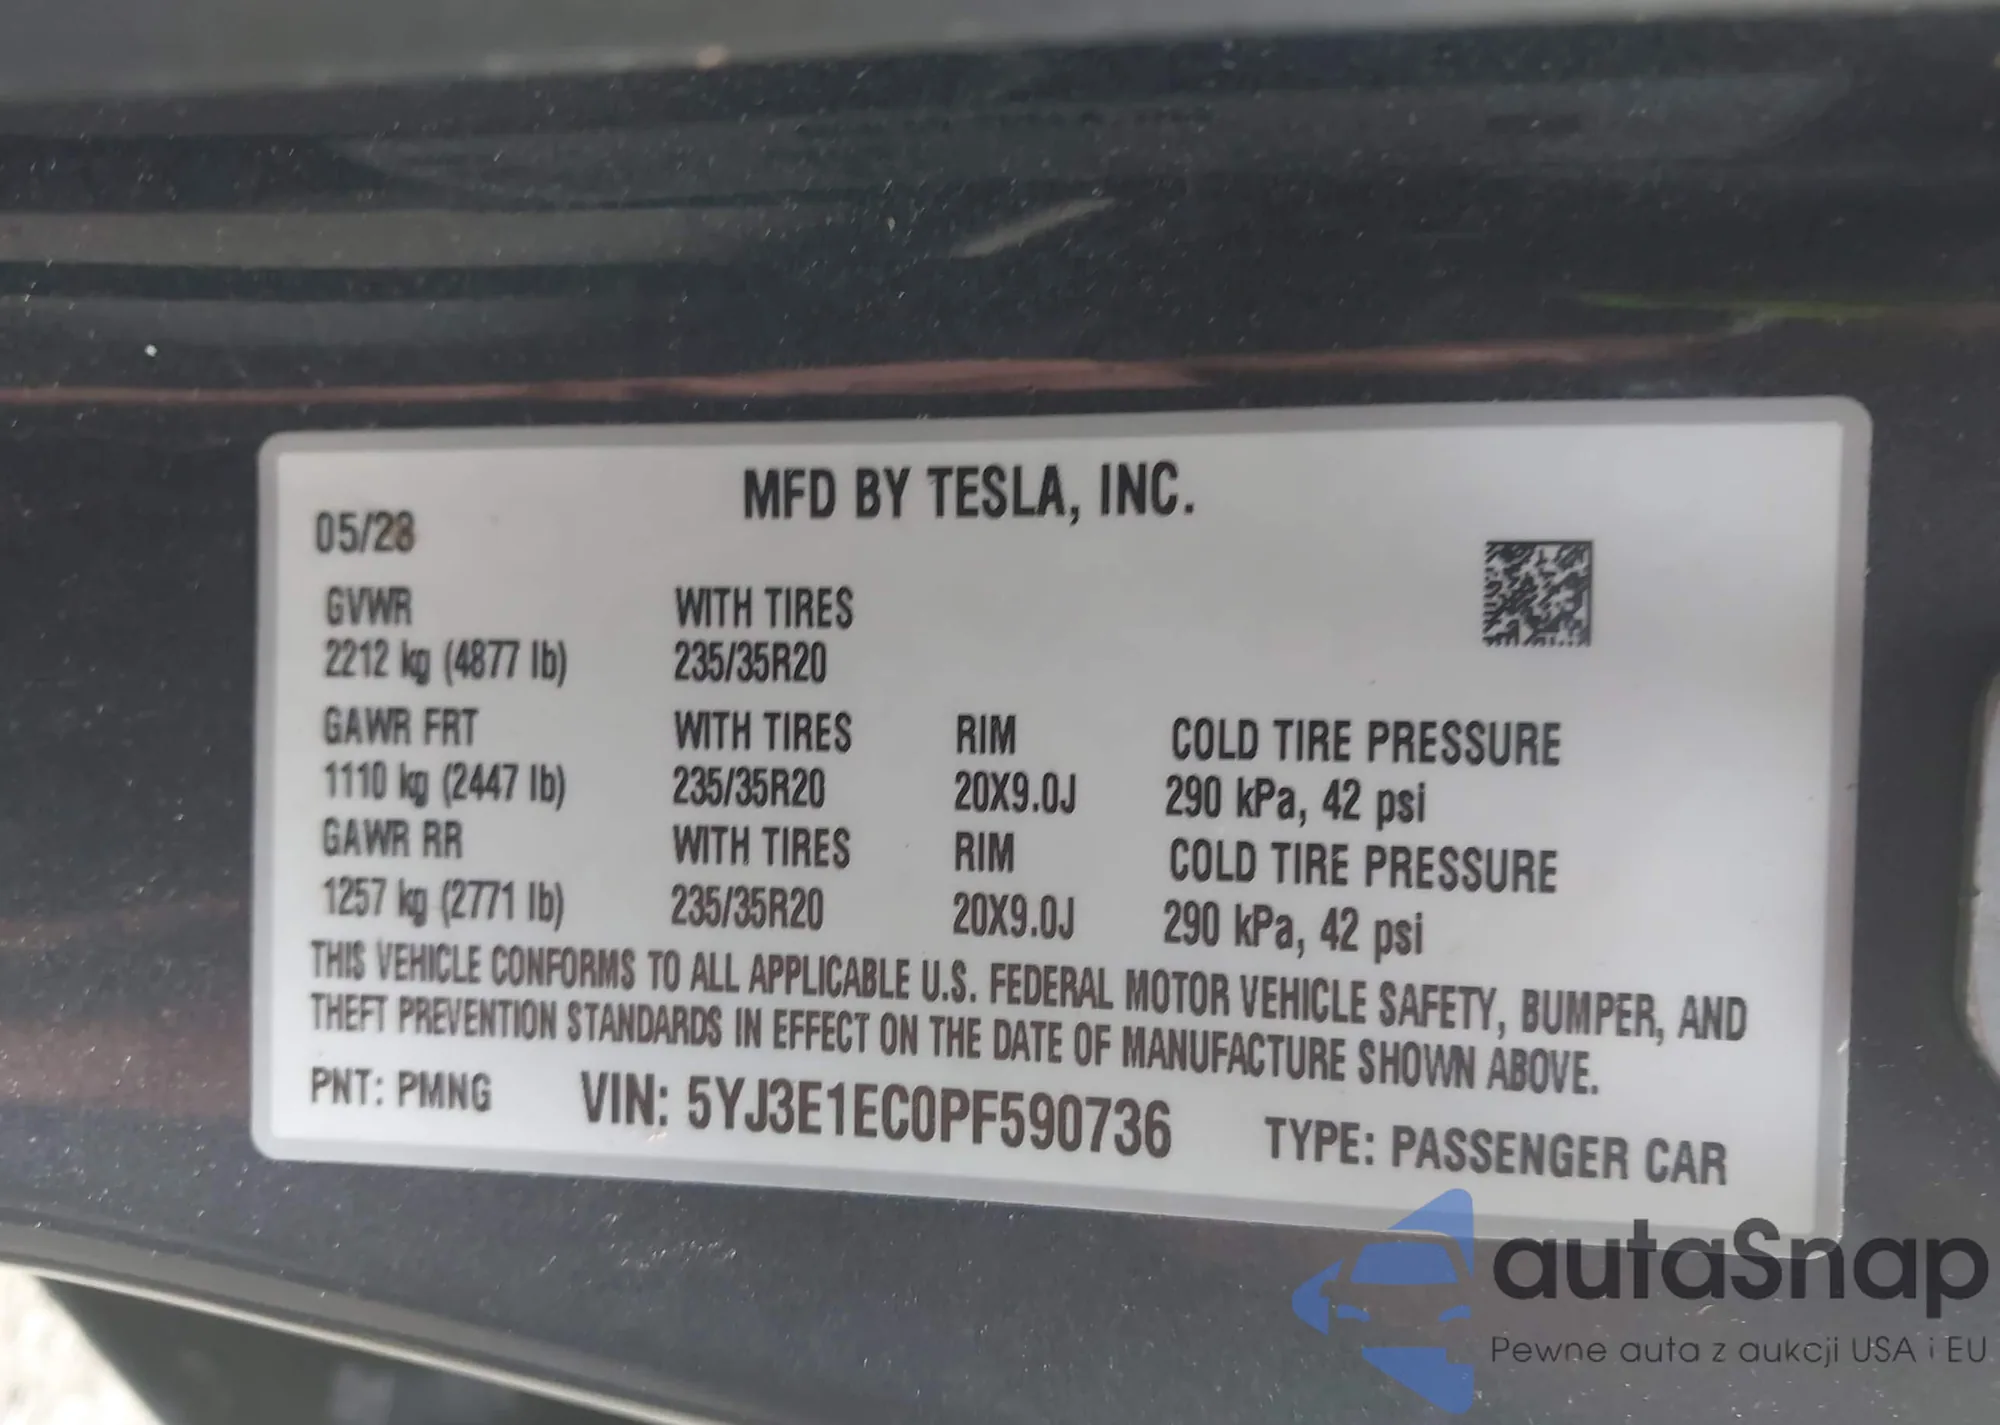 MFD BY TESLA, INC.
05/23
GVWR WITH TIRES
2212 kg (4877 lb) 235/35R20
GAWR FRT WITH TIRES RIM COLD TIRE PRESSURE
1110 kg (2447 lb) 235/35R20 20X9.0J 290 kPa, 42 psi
GAWR RR WITH TIRES RIM COLD TIRE PRESSURE
1257 kg (2771 lb) 235/35R20 20X9.0J 290 kPa, 42 psi
THIS VEHICLE CONFORMS TO ALL APPLICABLE U.S. FEDERAL MOTOR VEHICLE SAFETY, BUMPER, AND
THEFT PREVENTION STANDARDS IN EFFECT ON THE DATE OF MANUFACTURE SHOWN ABOVE.
PNT: PMNG VIN: 5YJ3E1EC0PF590736 TYPE: PASSENGER CAR
autaSnap
Pewne auta z aukcji USA i EU